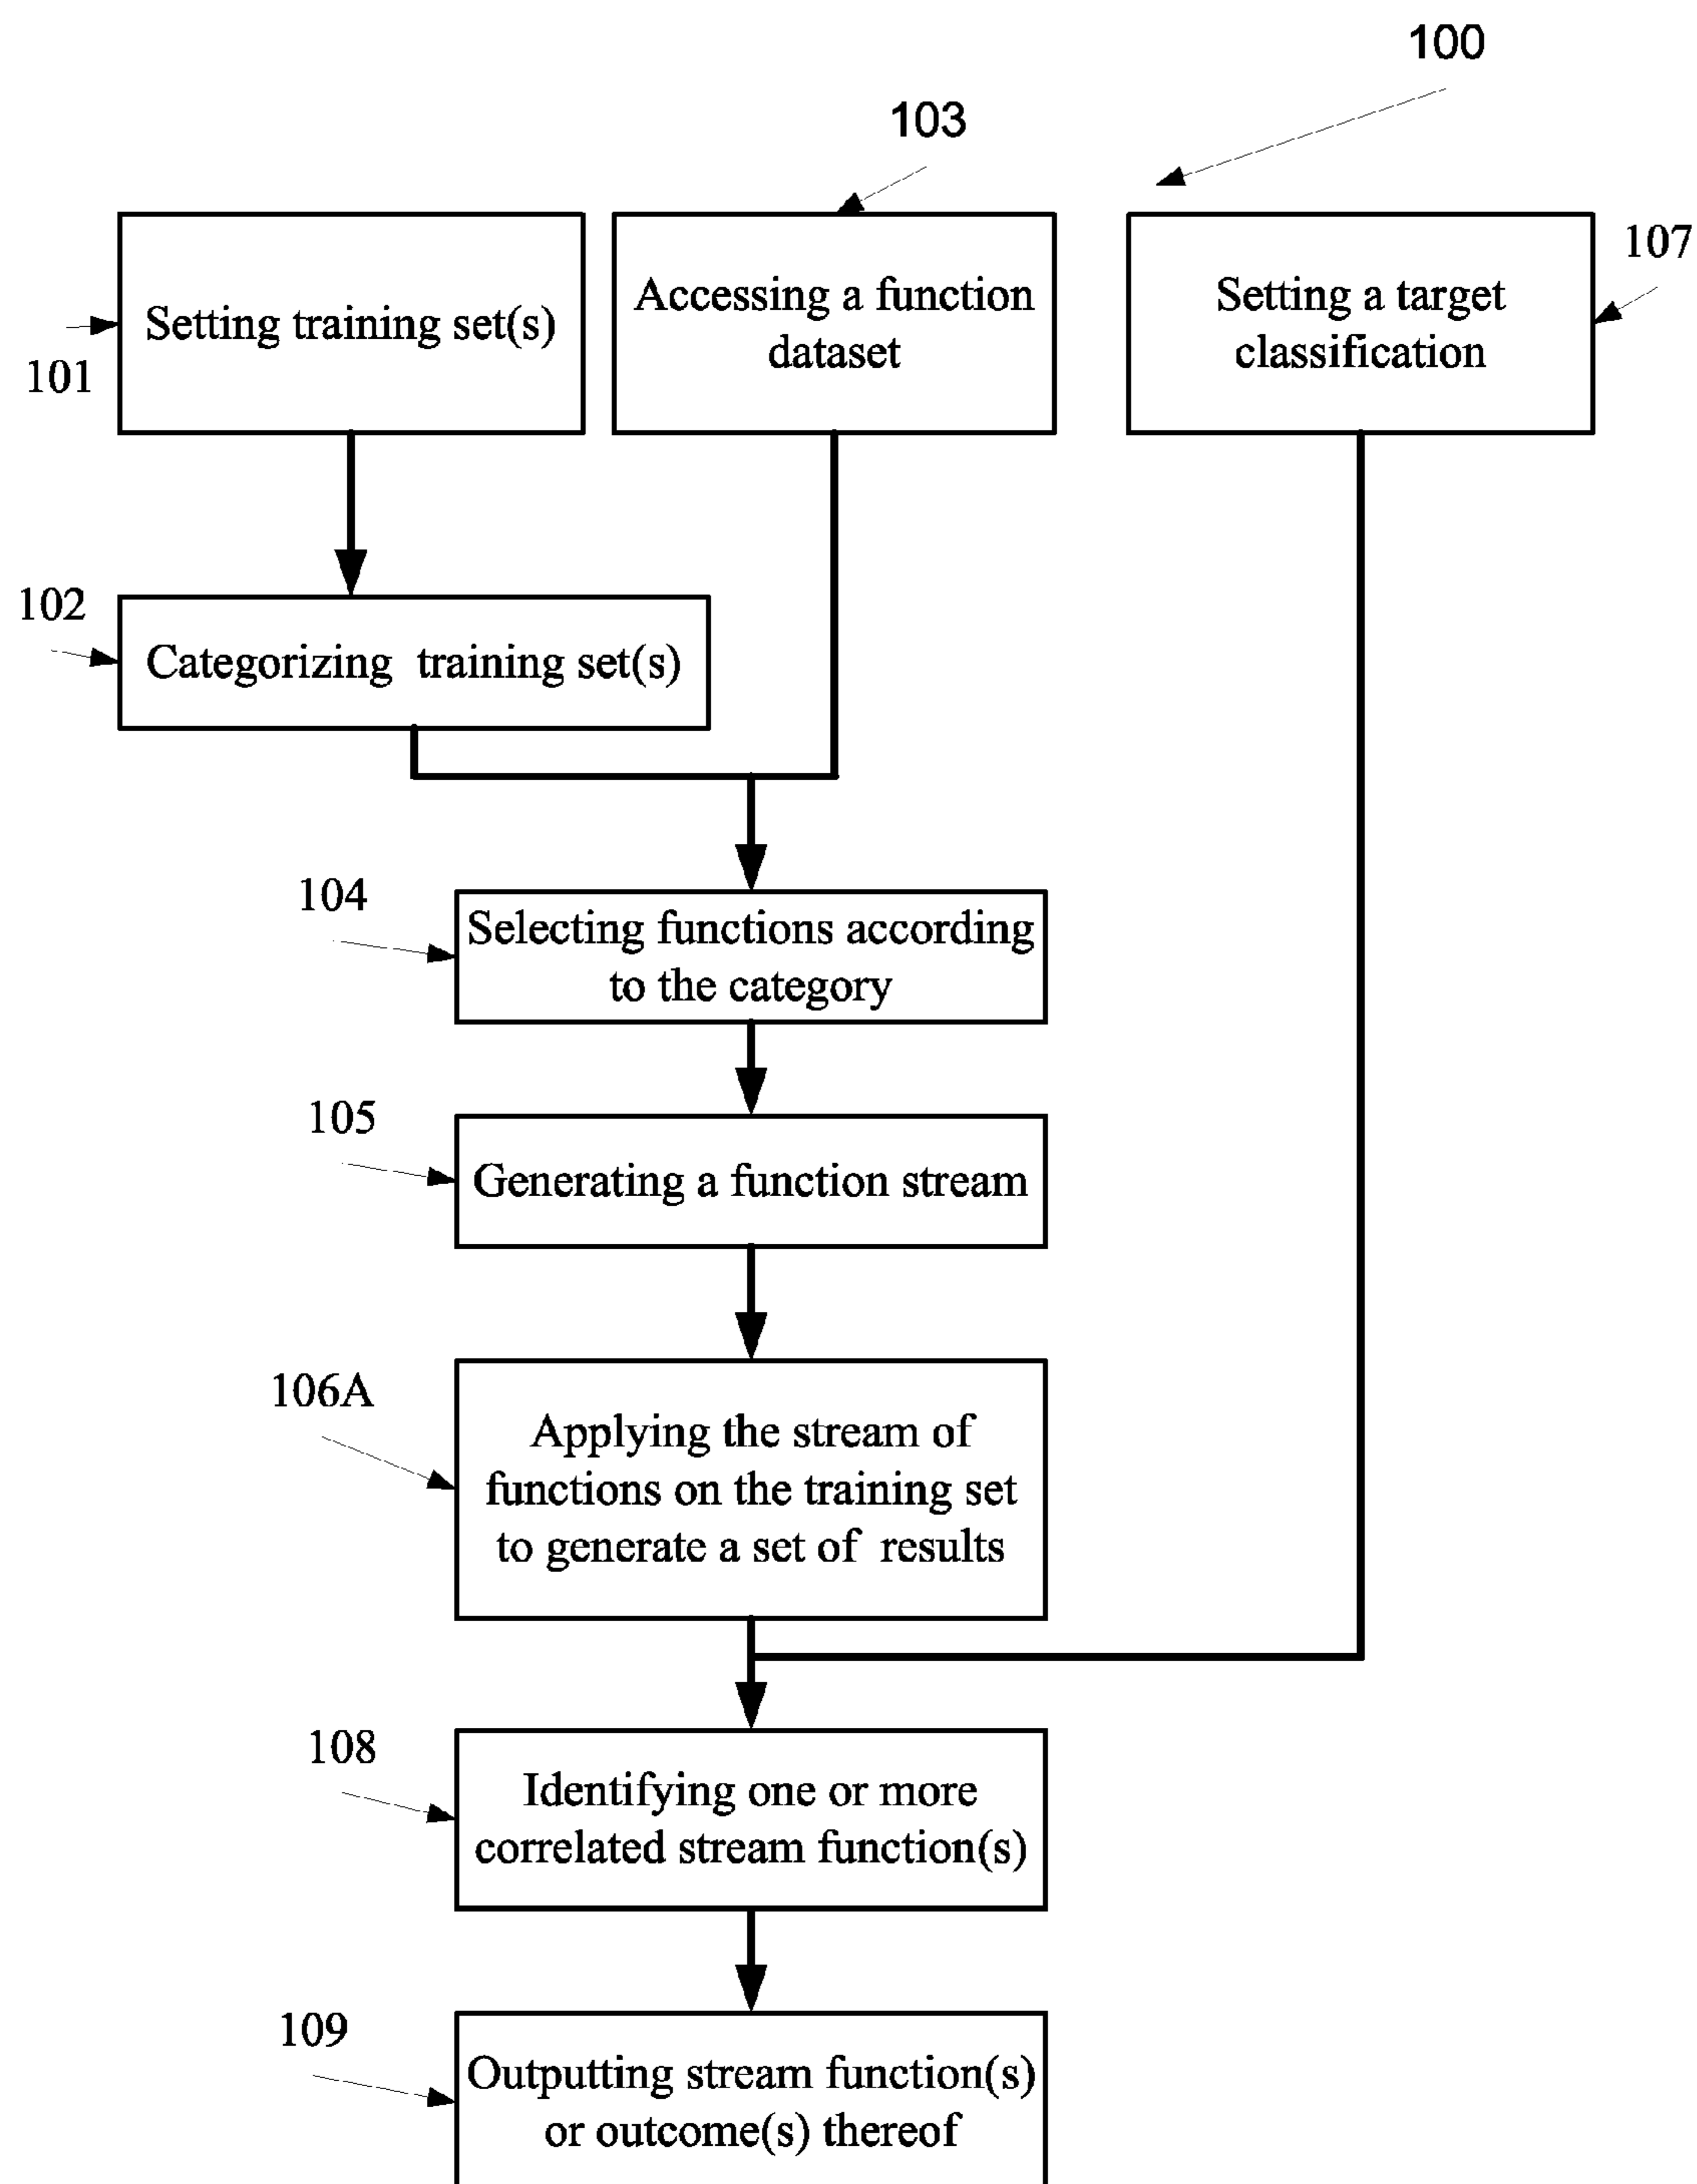 100
103
107
Setting training set(s)
101
Accessing a function
dataset
Setting a target
classification
102
Categorizing training set(s)
104
Selecting functions according
to the category
105
Generating a function stream
106A
Applying the stream of
functions on the training set
to generate a set of results
108
Identifying one or more
correlated stream function(s)
109
Outputting stream function(s)
or outcome(s) thereof